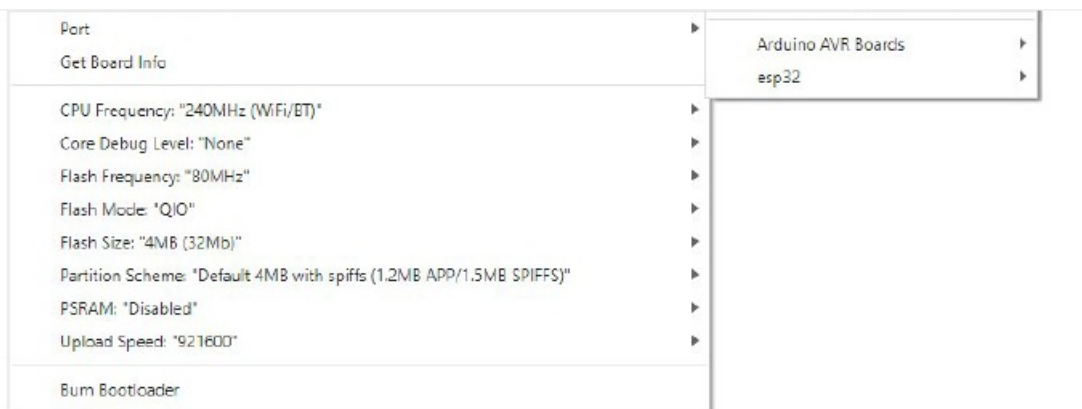 Port
Get Board Info
CPU Frequency: "240MHz (WiFi/BT)"
Core Debug Level: "None"
Flash Frequency: "80MHz"
Flash Mode: "QIO"
Flash Size: "4MB (32Mb)"
Partition Scheme: "Default 4MB with spiffs (1.2MB APP/1.5MB SPIFFS)"
PSRAM: "Disabled"
Upload Speed: "921600"
Burn Bootloader
Arduino AVR Boards
esp32